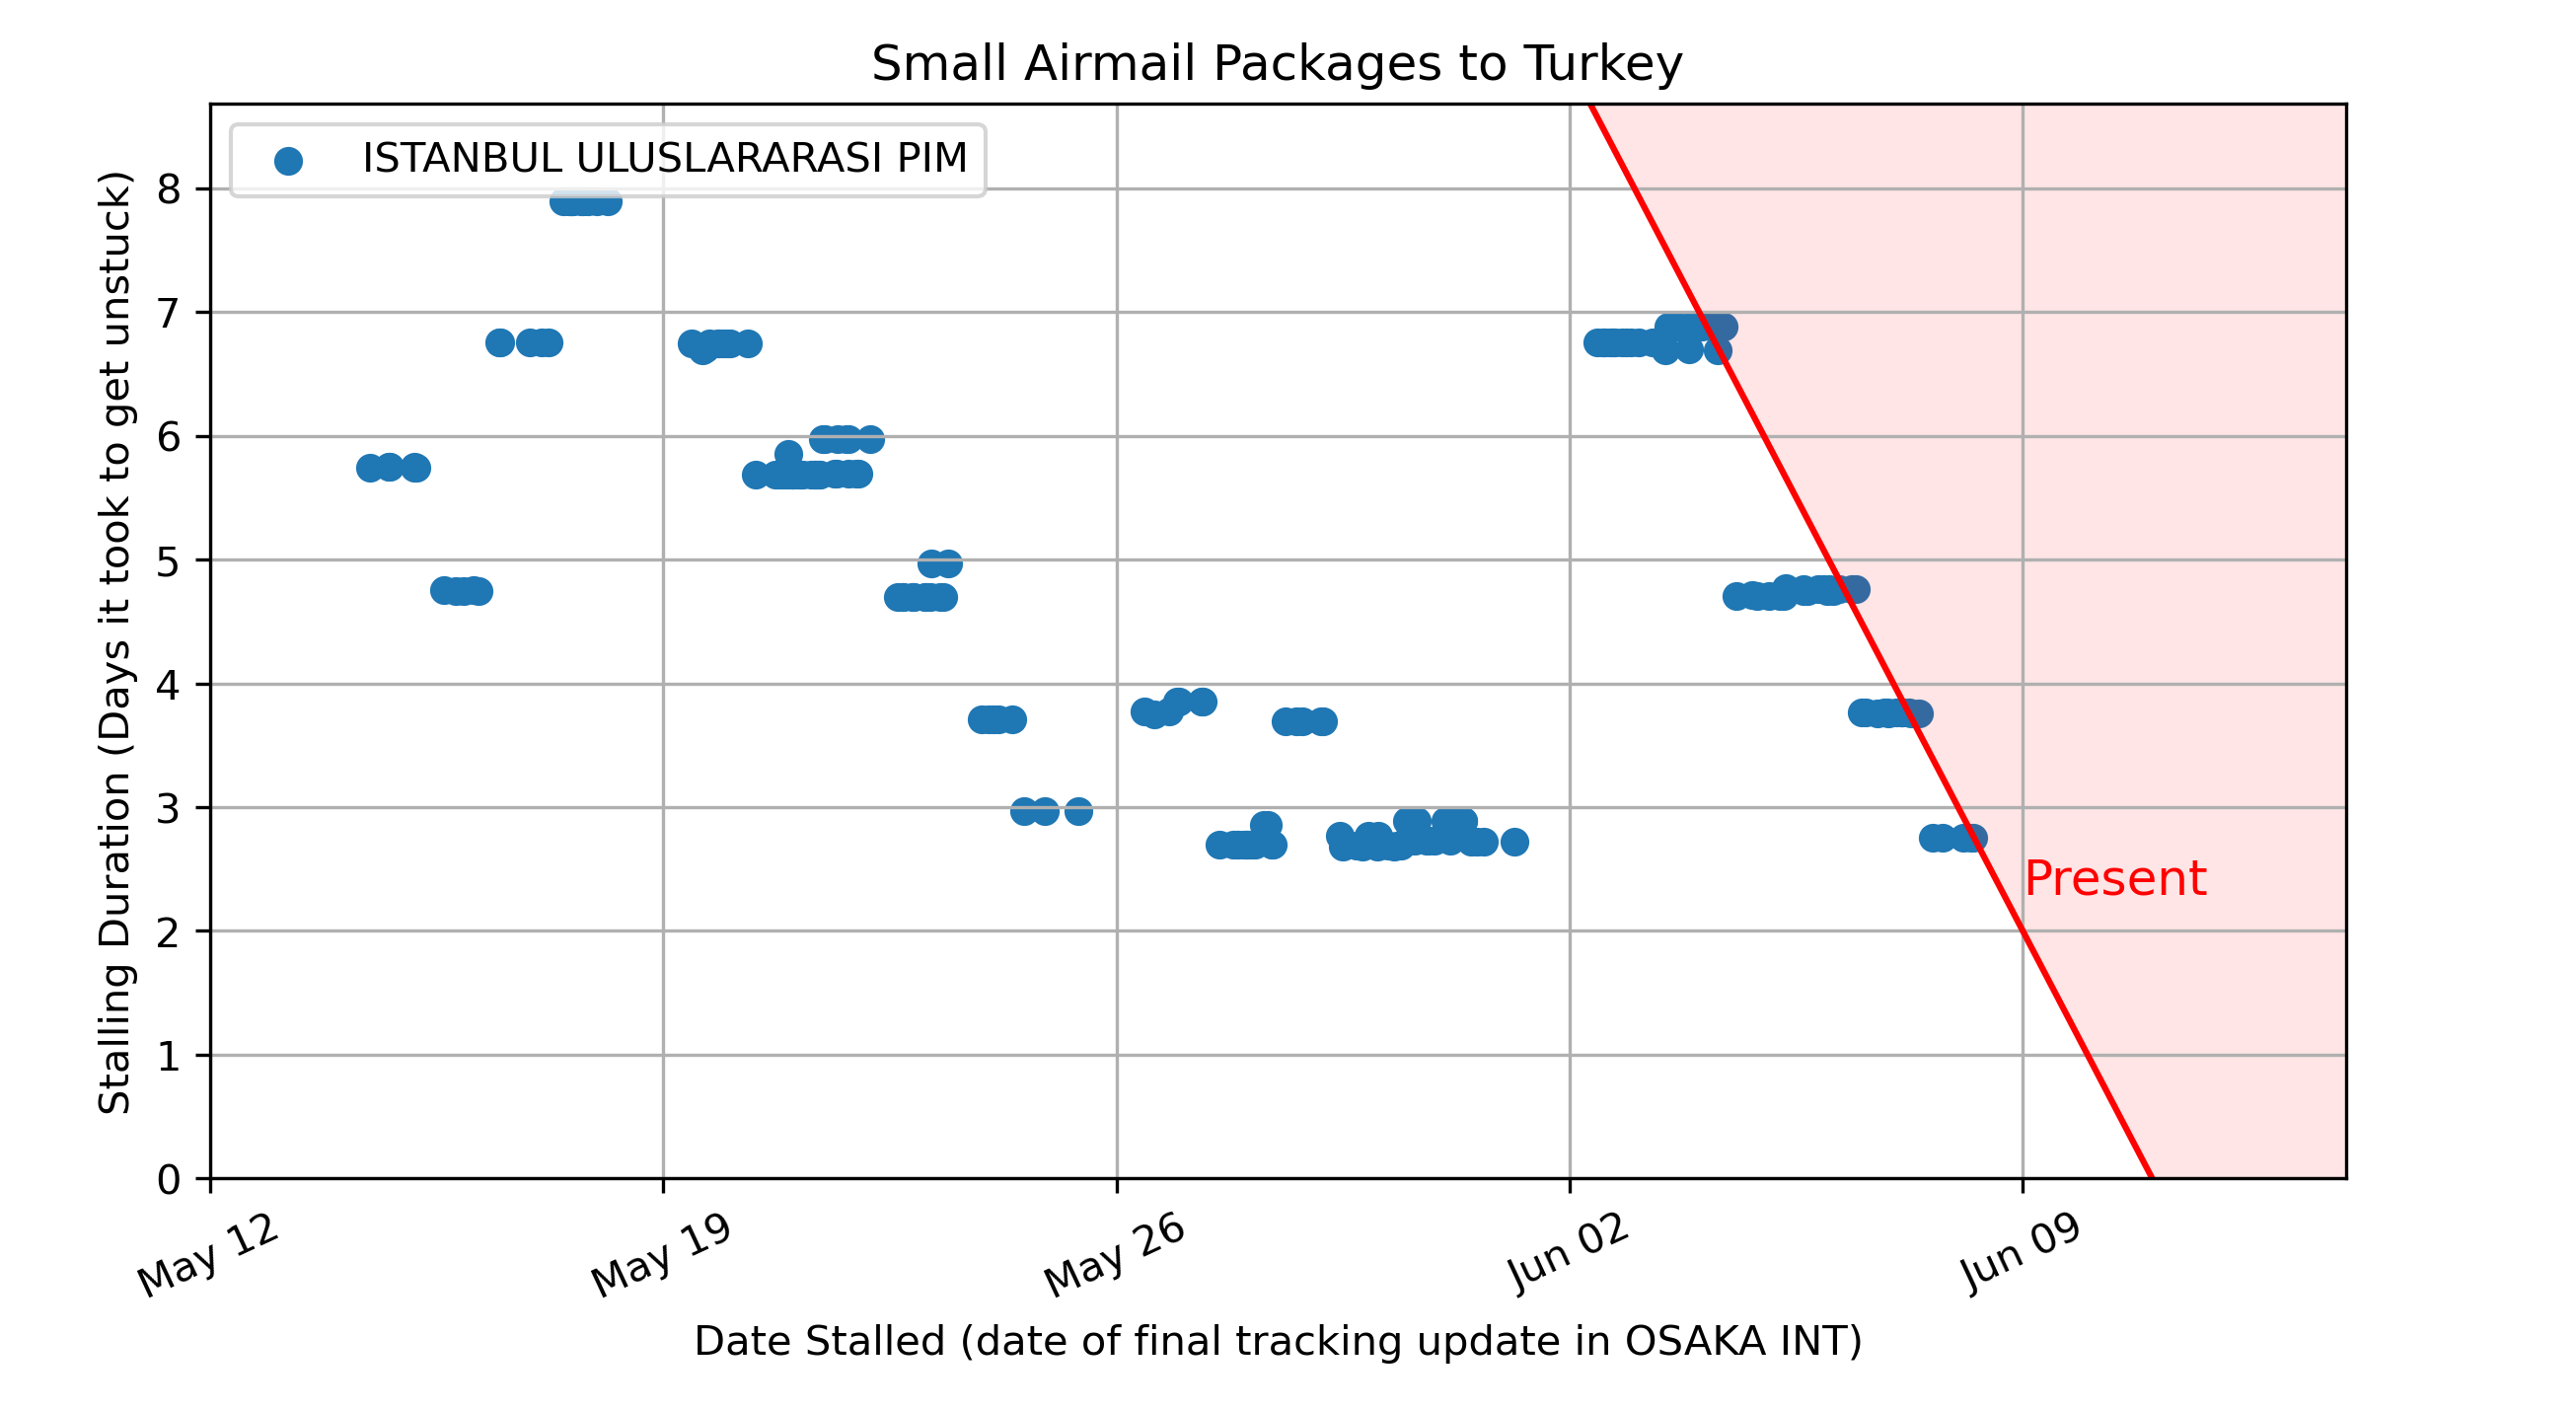 Small Airmail Packages to Turkey
ISTANBUL ULUSLARARASI PIM
Stalling Duration (Days it took to get unstuck)
8
7
6
5
4
3
2
1
0
Present
May 12
May 19
May 26
Jun 02
Jun 09
Date Stalled (date of final tracking update in OSAKA INT)